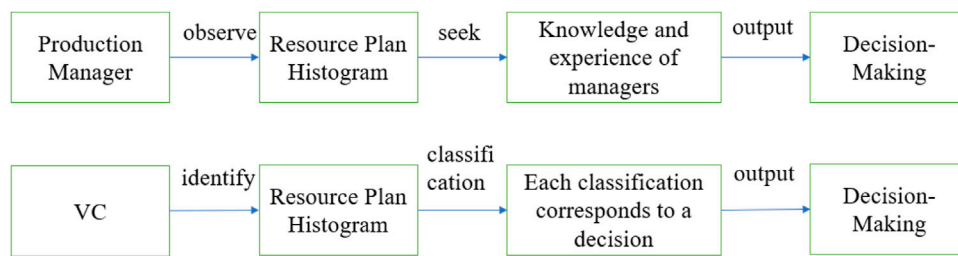 observe
seek
output
Production
Manager
Resource Plan
Histogram
Knowledge and
experience of
managers
Decision-
Making
identify
classifi
cation
output
VC
Resource Plan
Histogram
Each classification
corresponds to a
decision
Decision-
Making